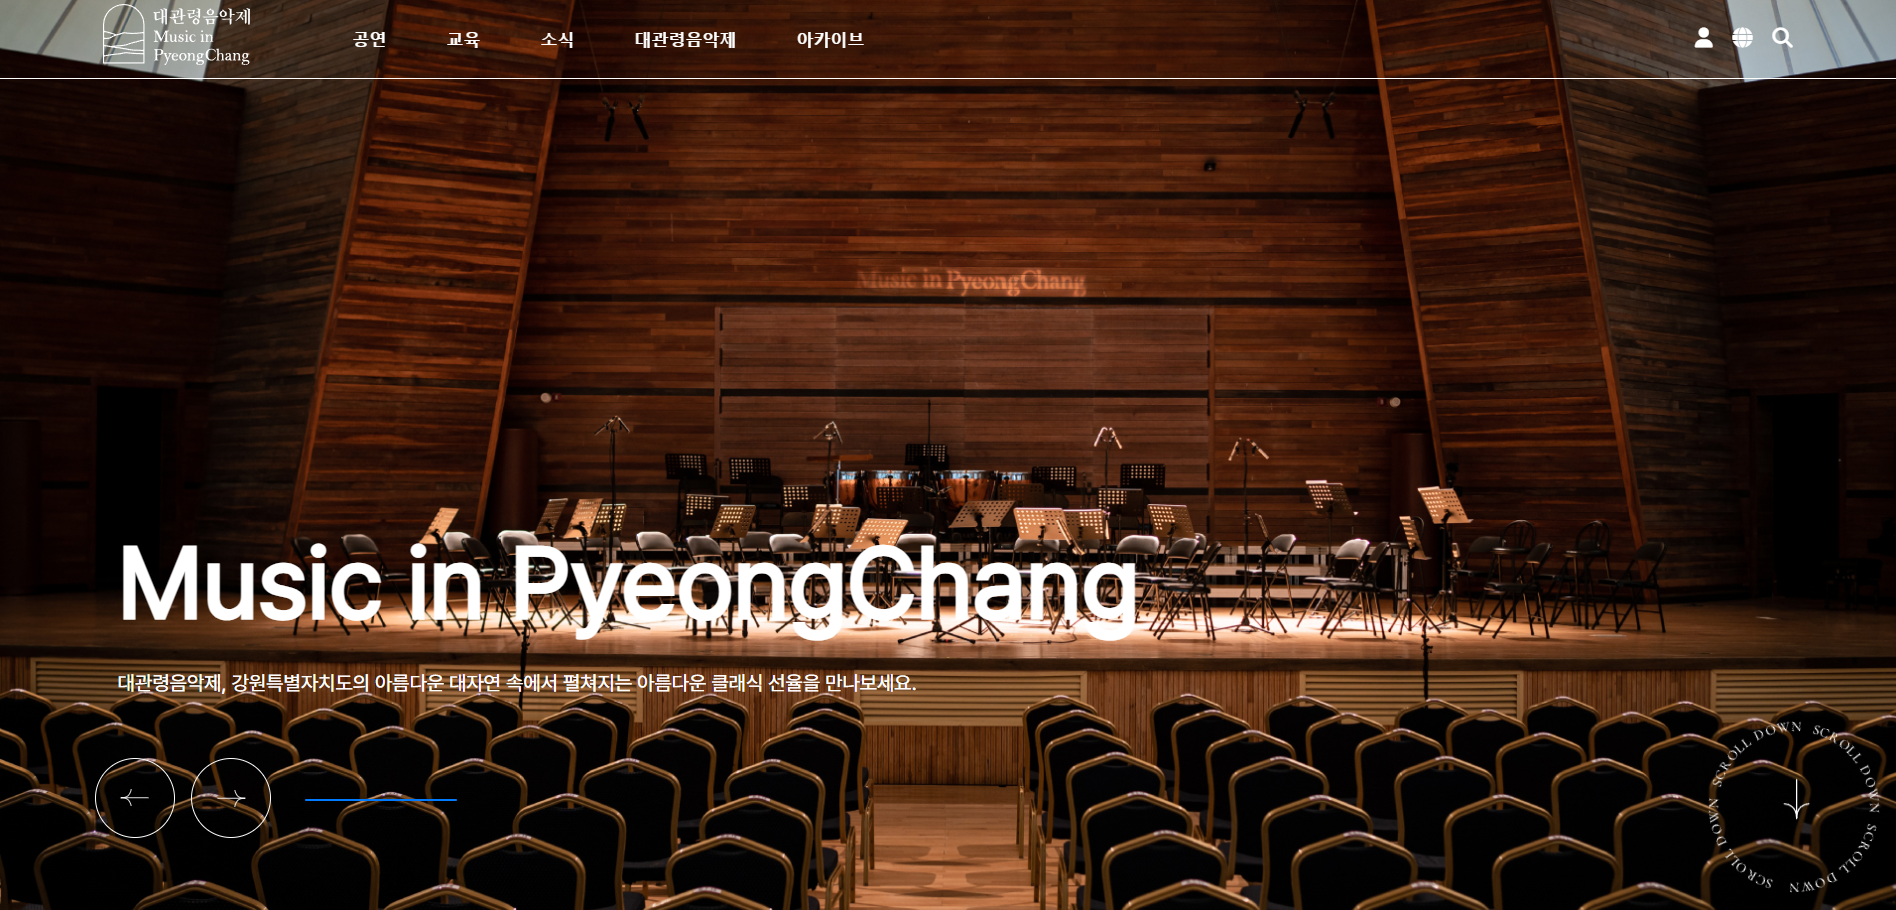 대관령음악제
Music in
PyeongChang
공연 교육 소식 대관령음악제 아카이브
Music in PyeongChang
Music in PyeongChang
대관령음악제, 강원특별자치도의 아름다운 대자연 속에서 펼쳐지는 아름다운 클래식 선율을 만나보세요.
SCROLL DOWN SCROLL DOWN SCROLL DOWN SCROLL DOWN SCROLL DOWN